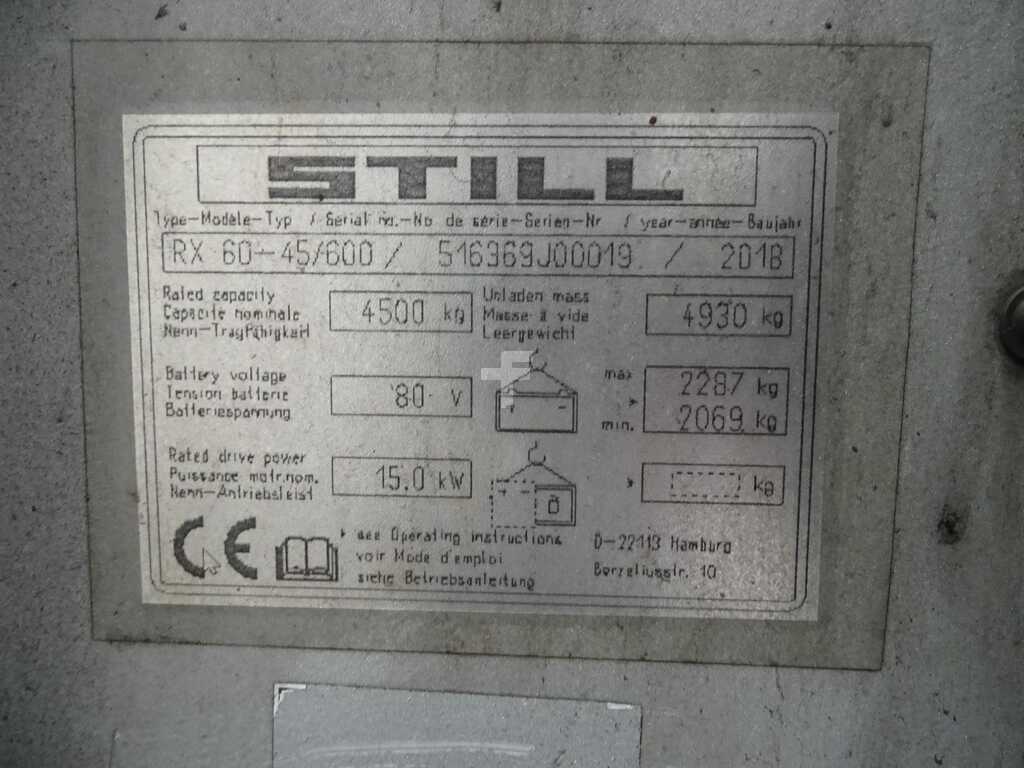 STILL
Type-Modèle-Typ / Serial no.-No de série-Serien-Nr / year-année-Baujahr
RX 60-45/600 / 516369J00019 / 2018
Rated capacity
Capacité nominale
Nenn-Tragfähigkeit
4500 kg
Unladen mass
Masse à vide
Leergewicht
4930 kg
Battery voltage
Tension batterie
Batteriespannung
80 V
max
2287 kg
min.
2069 kg
Rated drive power
Puissance motr.nom.
Nenn-Antriebsleist
15.0 kW
kg
CE
see Operating instructions
voir Mode d'emploi
siehe Betriebsanleitung
D-22113 Hamburg
Berzeliusstr. 10